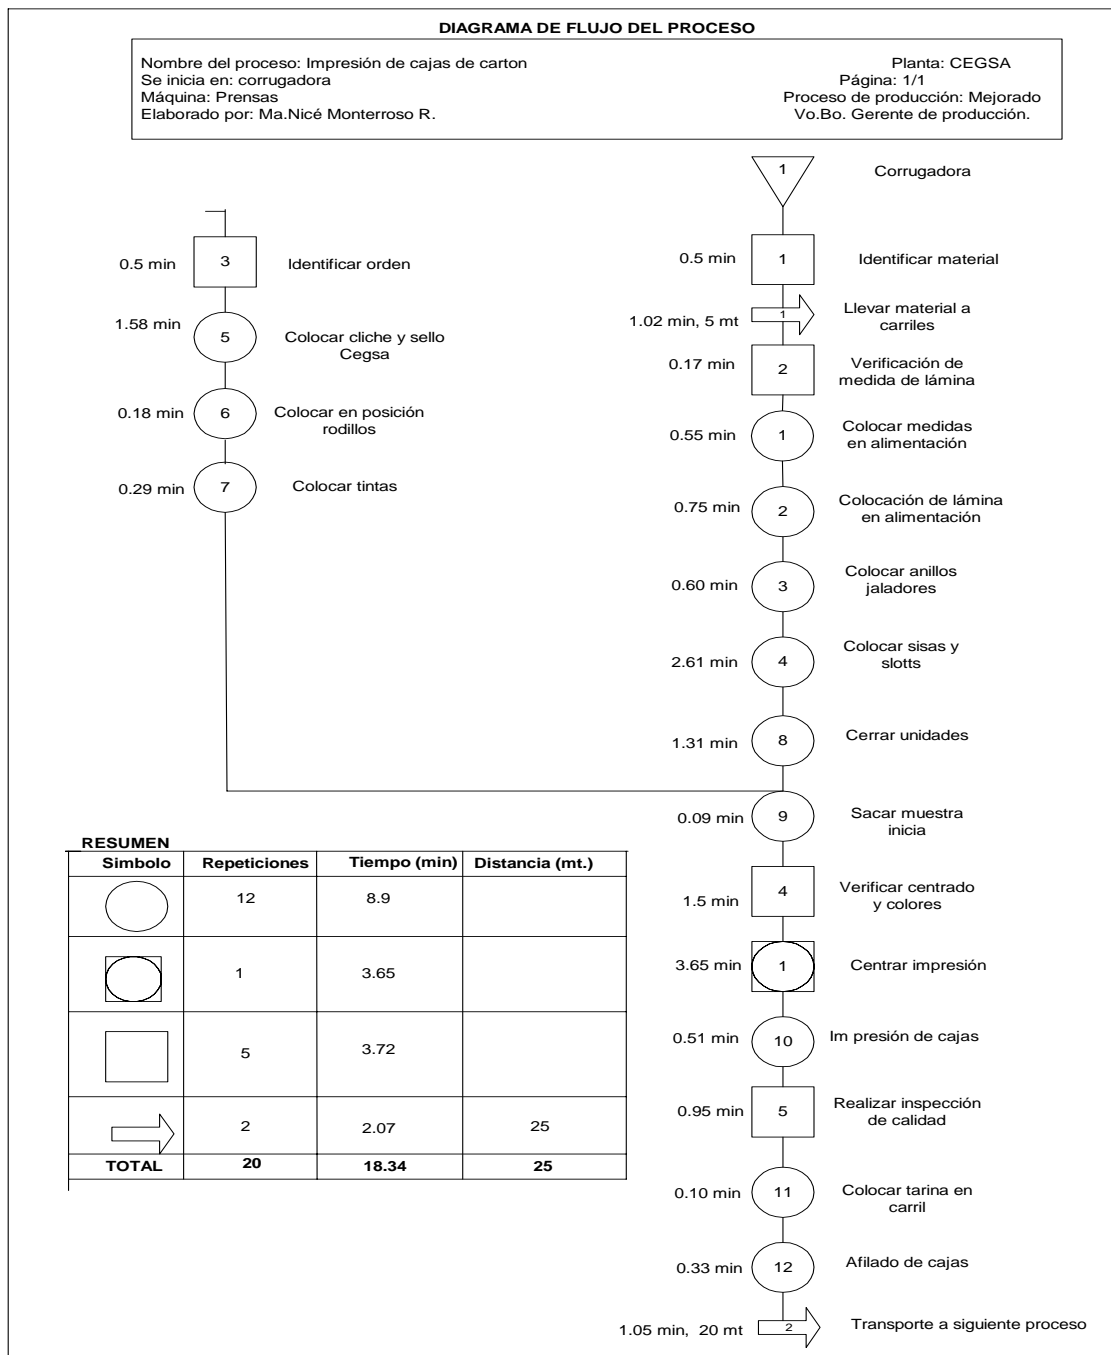 DIAGRAMA DE FLUJO DEL PROCESO
Nombre del proceso: Impresión de cajas de carton
Planta: CEGSA
Se inicia en: corrugadora
Página: 1/1
Máquina: Prensas
Proceso de producción: Mejorado
Elaborado por: Ma.Nicé Monterroso R.
Vo.Bo. Gerente de producción.
0.5 min
3
Identificar orden
1.58 min
5
Colocar cliche y sello
Cegsa
0.18 min
6
Colocar en posición
rodillos
0.29 min
7
Colocar tintas
1
Corrugadora
0.5 min
1
Identificar material
1.02 min, 5 mt
1
Llevar material a
carriles
0.17 min
2
Verificación de
medida de lámina
0.55 min
1
Colocar medidas
en alimentación
0.75 min
2
Colocación de lámina
en alimentación
0.60 min
3
Colocar anillos
jaladores
2.61 min
4
Colocar sisas y
slotts
1.31 min
8
Cerrar unidades
0.09 min
9
Sacar muestra
inicia
1.5 min
4
Verificar centrado
y colores
3.65 min
1
Centrar impresión
0.51 min
10
Im presión de cajas
0.95 min
5
Realizar inspección
de calidad
0.10 min
11
Colocar tarina en
carril
0.33 min
12
Afilado de cajas
1.05 min, 20 mt
2
Transporte a siguiente proceso
RESUMEN
Simbolo Repeticiones Tiempo (min) Distancia (mt.)
12 8.9
1 3.65
5 3.72
2 2.07 25
TOTAL 20 18.34 25